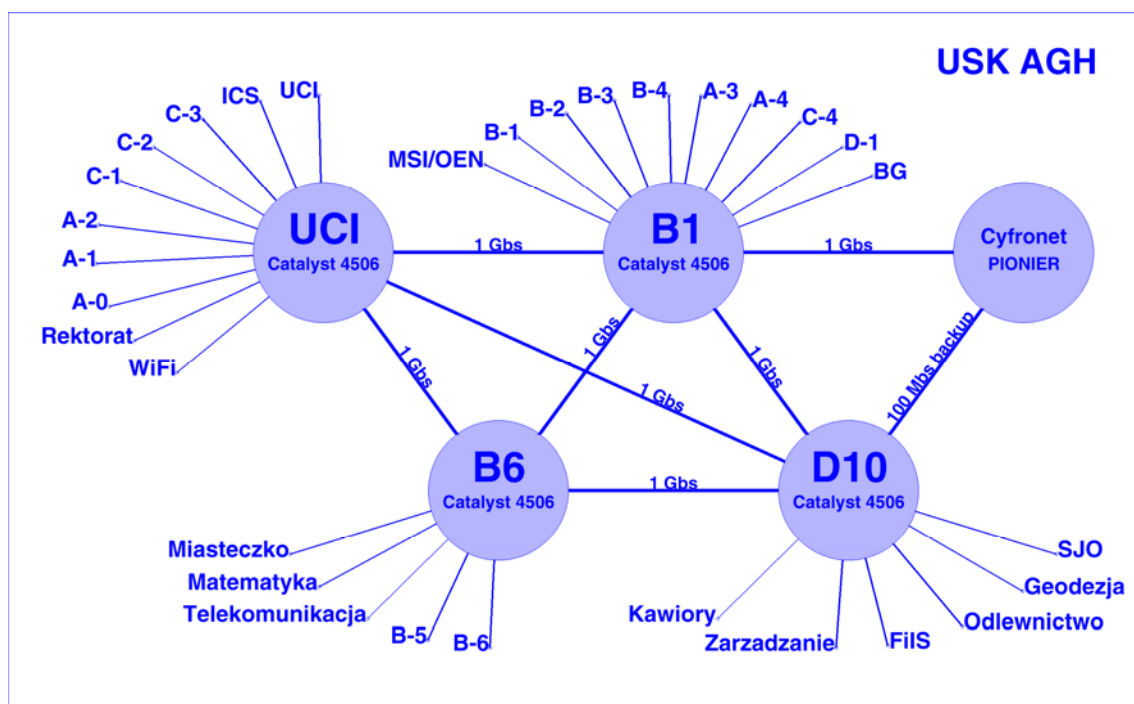 USK AGH
UCI
ICS
C-3
C-2
C-1
A-2
A-1
A-0
Rektorat
WiFi
MSI/OEN
B-1
B-2
B-3
B-4
A-3
A-4
C-4
D-1
BG
UCI
Catalyst 4506
1 Gbs
B1
Catalyst 4506
1 Gbs
Cyfronet
PIONIER
1 Gbs
1 Gbs
1 Gbs
1 Gbs
100 Mbs backup
B6
Catalyst 4506
1 Gbs
D10
Catalyst 4506
Miasteczko
Matematyka
Telekomunikacja
B-5
B-6
Kawiory
Zarzadzanie
FiIS
Odlewnictwo
Geodezja
SJO